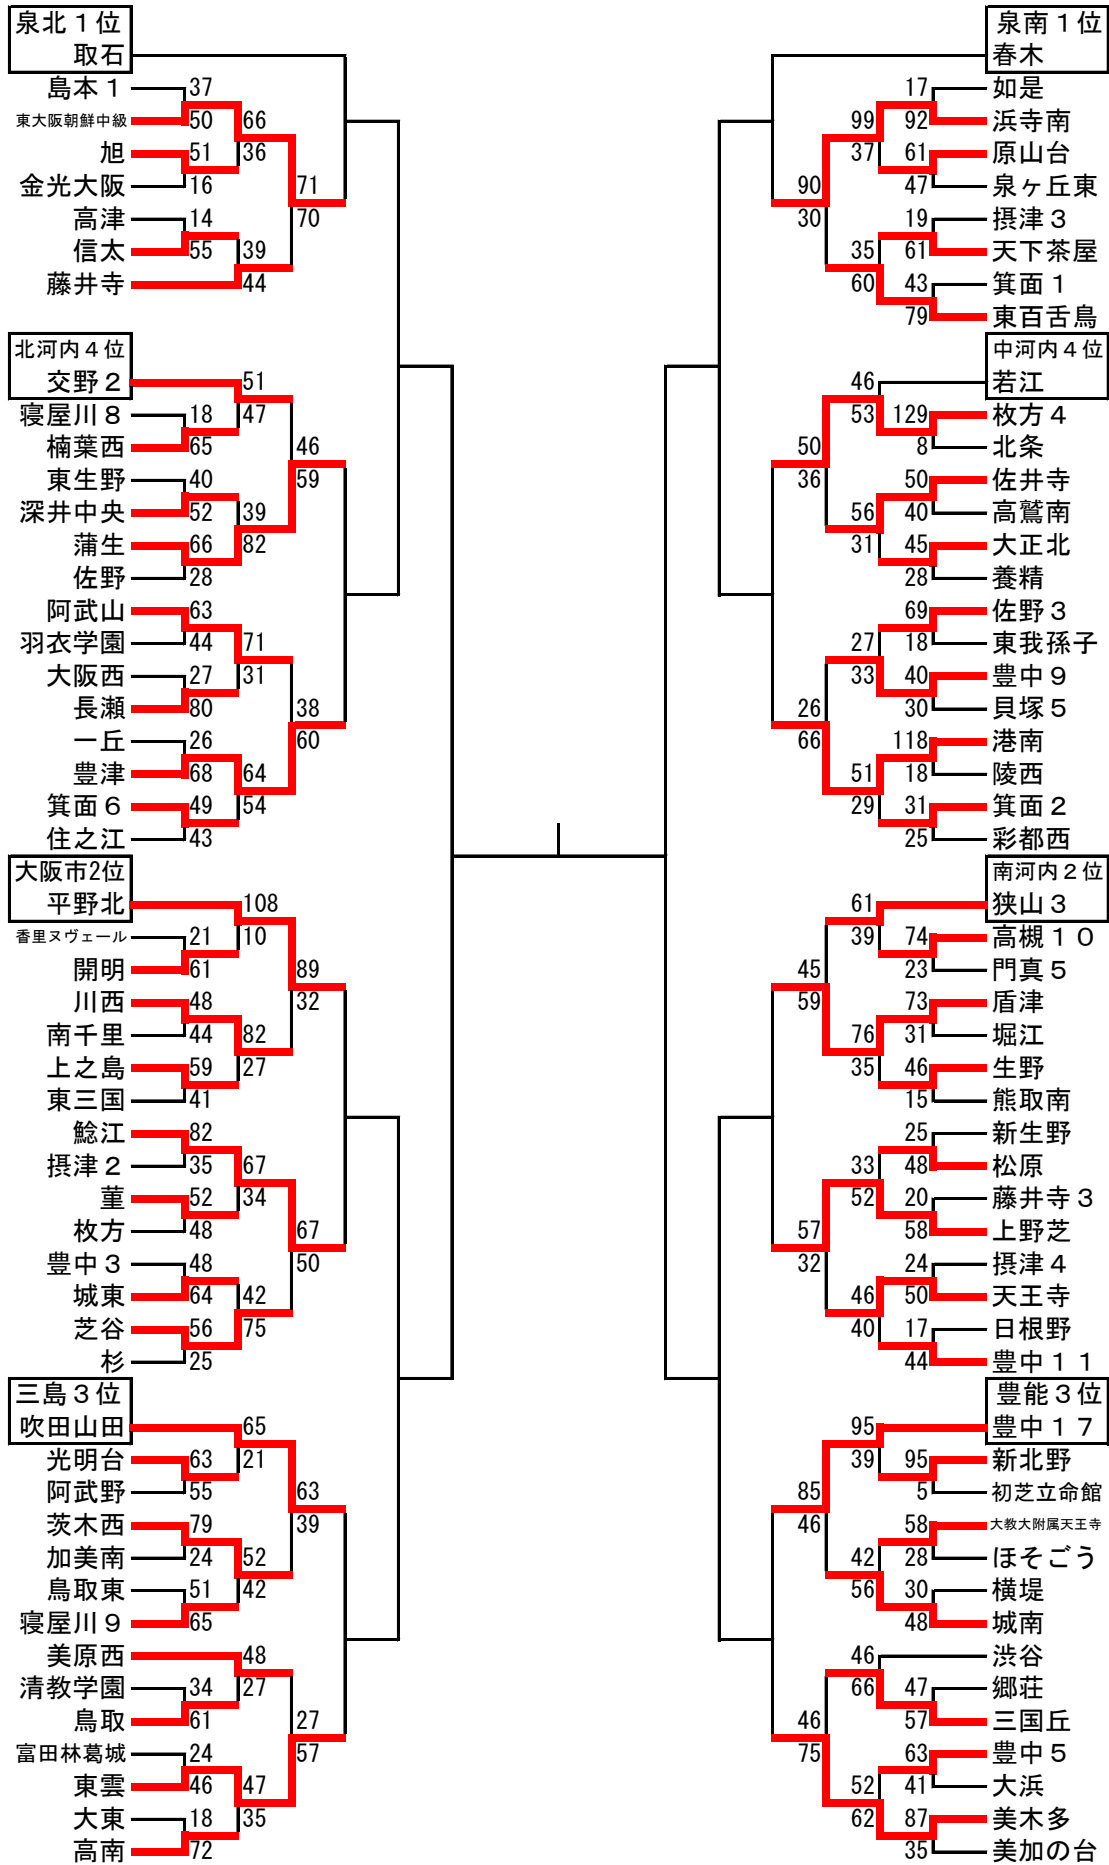 泉北１位
取石
島本１
37
東大阪朝鮮中級
50
66
旭
51
36
金光大阪
16
71
高津
14
70
信太
55
39
藤井寺
44
北河内４位
交野２
51
寝屋川８
18
47
楠葉西
65
46
東生野
40
59
深井中央
52
39
蒲生
66
82
佐野
28
阿武山
63
羽衣学園
44
71
大阪西
27
31
長瀬
80
38
一丘
26
60
豊津
68
64
箕面６
49
54
住之江
43
大阪市2位
平野北
108
香里ヌヴェール
21
10
開明
61
89
川西
48
32
南千里
44
82
上之島
59
27
東三国
41
鯰江
82
摂津２
35
67
菫
52
34
枚方
48
67
豊中３
48
50
城東
64
42
芝谷
56
75
杉
25
三島３位
吹田山田
65
光明台
63
21
阿武野
55
63
茨木西
79
39
加美南
24
52
鳥取東
51
42
寝屋川９
65
美原西
48
清教学園
34
27
鳥取
61
27
富田林葛城
24
57
東雲
46
47
大東
18
35
高南
72
泉南１位
春木
17
如是
99
92
浜寺南
37
61
原山台
90
47
泉ヶ丘東
30
19
摂津３
35
61
天下茶屋
60
43
箕面１
79
東百舌鳥
中河内４位
46
若江
53
129
枚方４
50
8
北条
36
50
佐井寺
56
40
高鷲南
31
45
大正北
28
養精
69
佐野３
27
18
東我孫子
33
40
豊中９
26
30
貝塚５
66
118
港南
51
18
陵西
29
31
箕面２
25
彩都西
南河内２位
61
狭山３
39
74
高槻１０
45
23
門真５
59
73
盾津
76
31
堀江
35
46
生野
15
熊取南
25
新生野
33
48
松原
52
20
藤井寺３
57
58
上野芝
32
24
摂津４
46
50
天王寺
40
17
日根野
44
豊中１１
豊能３位
95
豊中１７
39
95
新北野
85
5
初芝立命館
46
58
大教大附属天王寺
42
28
ほそごう
56
30
横堤
48
城南
46
渋谷
66
47
郷荘
46
57
三国丘
75
63
豊中５
52
41
大浜
62
87
美木多
35
美加の台